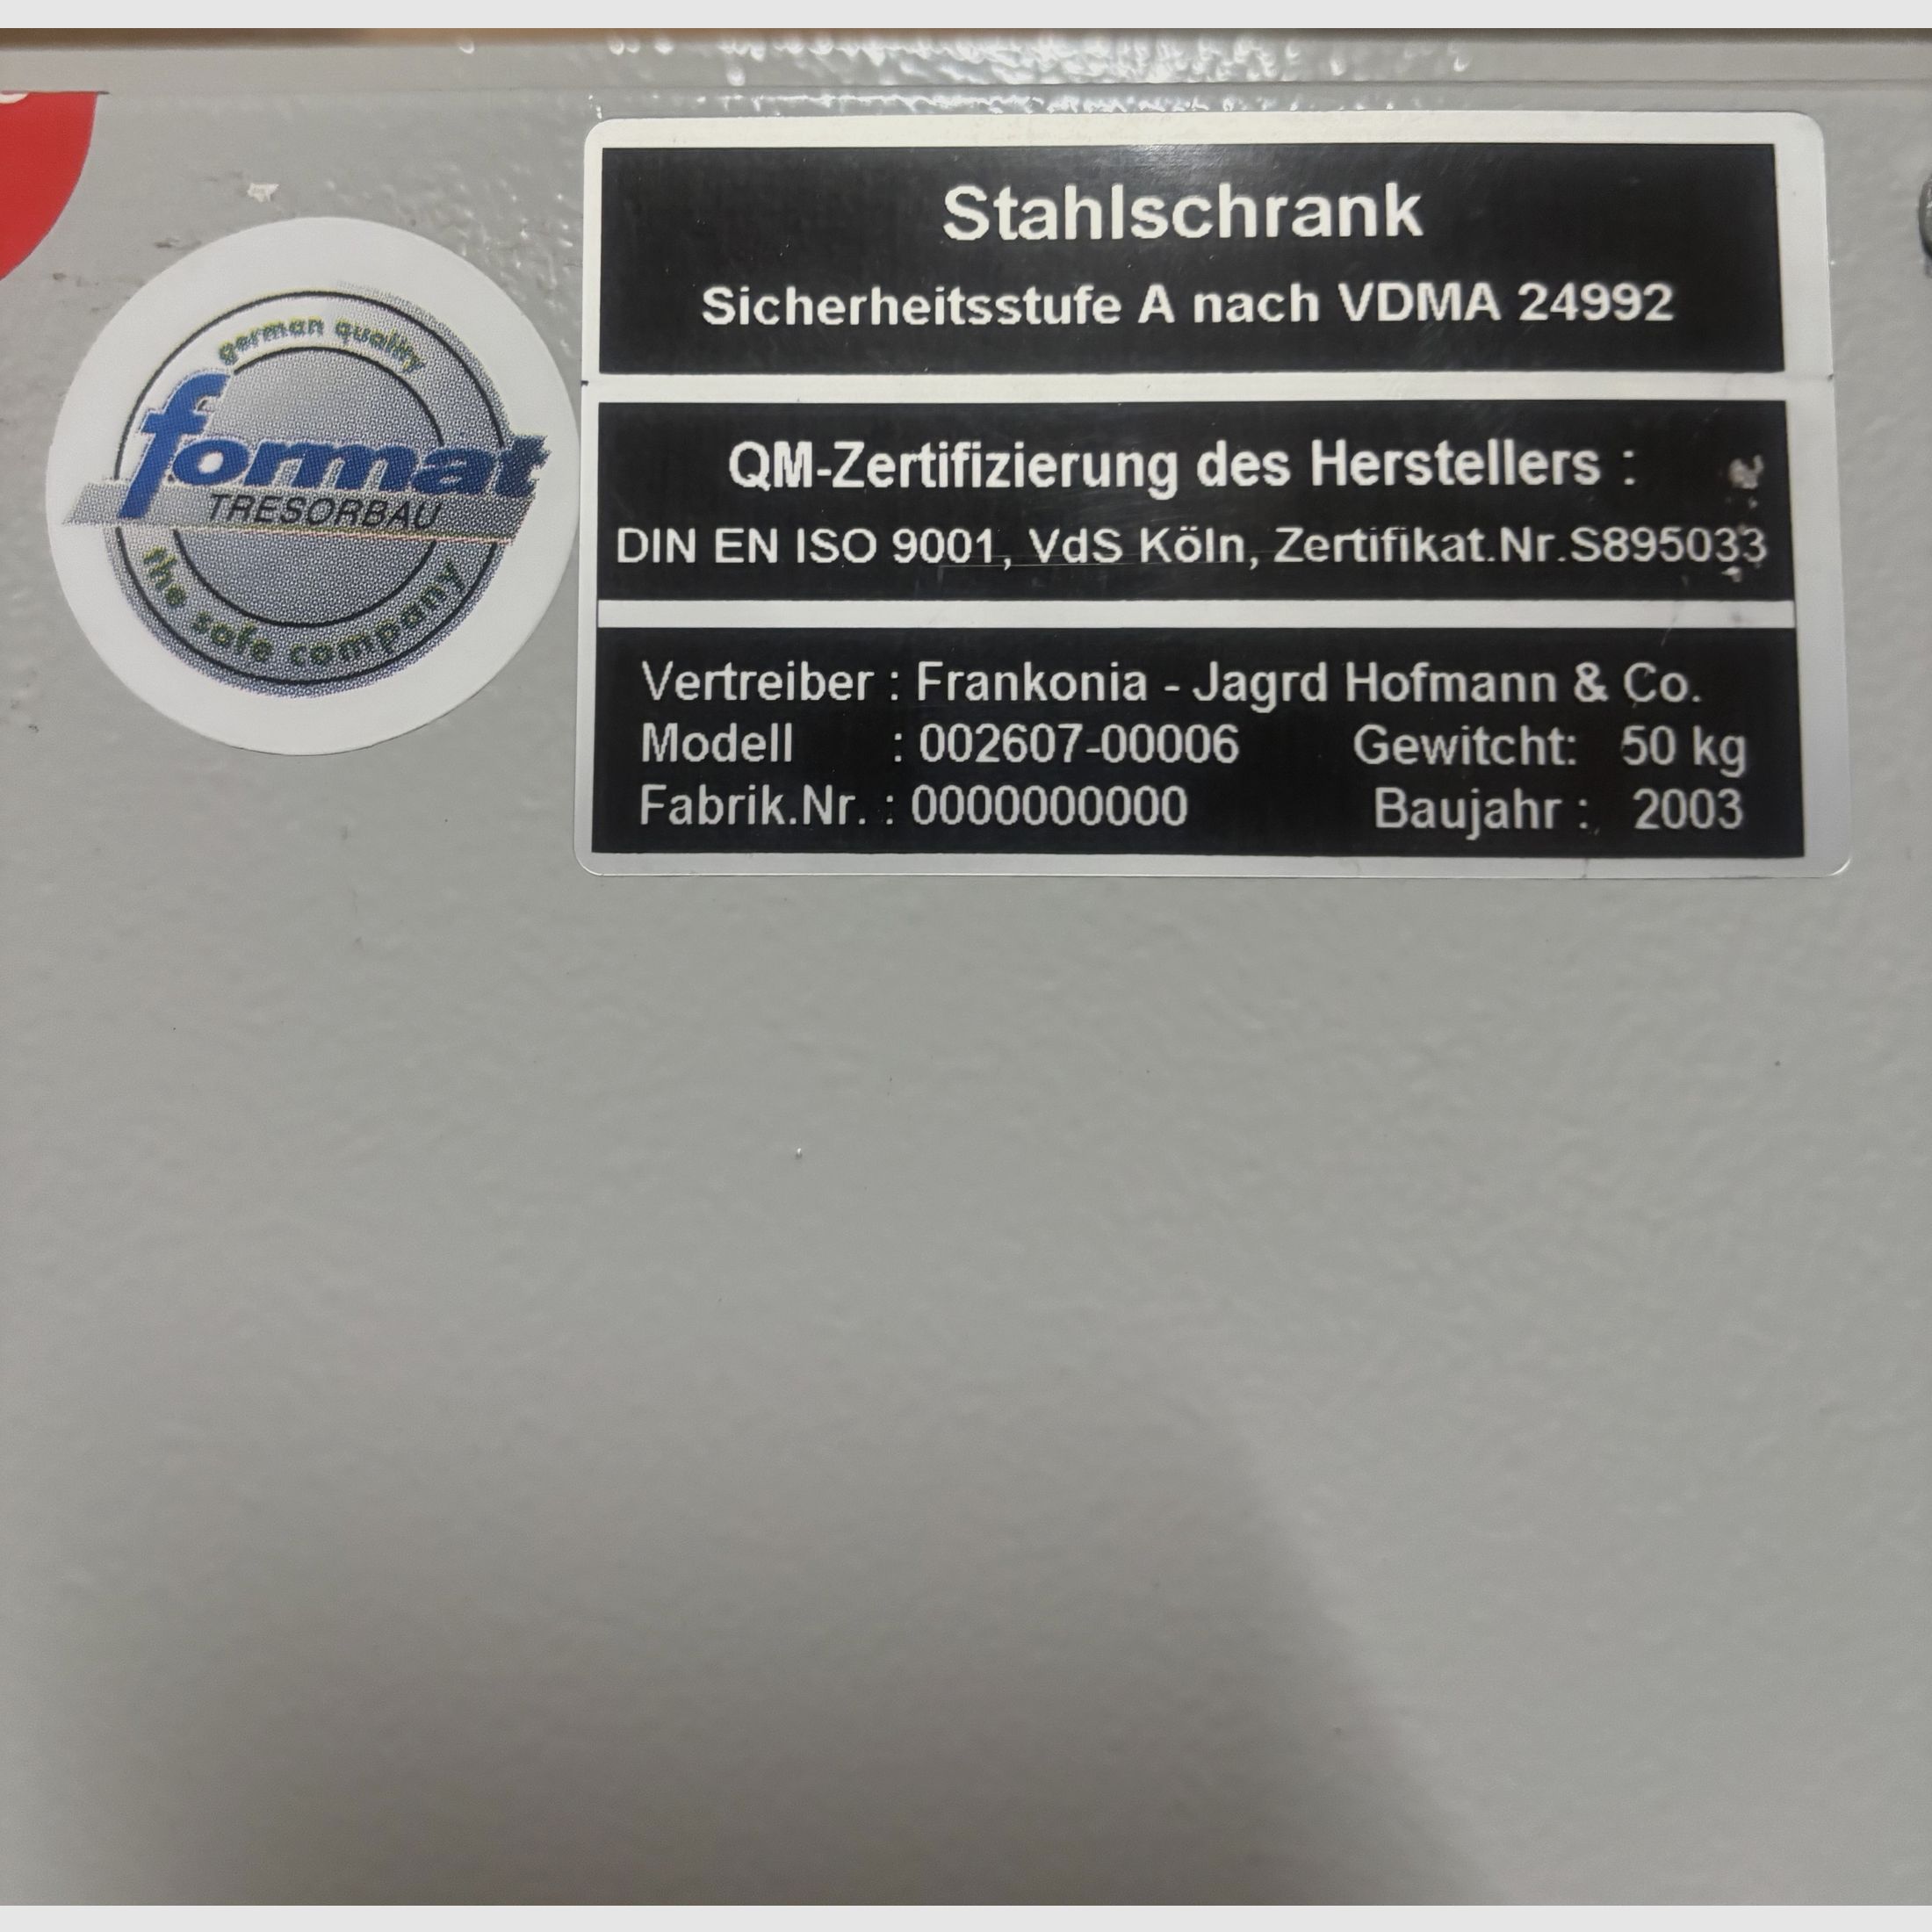 german quality
format
TRESORBAU
the safe company
Stahlschrank
Sicherheitsstufe A nach VDMA 24992
QM-Zertifizierung des Herstellers :
DIN EN ISO 9001, VdS Köln, Zertifikat.Nr.S895033
Vertreiber : Frankonia - Jagrd Hofmann & Co.
Modell : 002607-00006 Gewitcht: 50 kg
Fabrik.Nr. : 0000000000 Baujahr : 2003